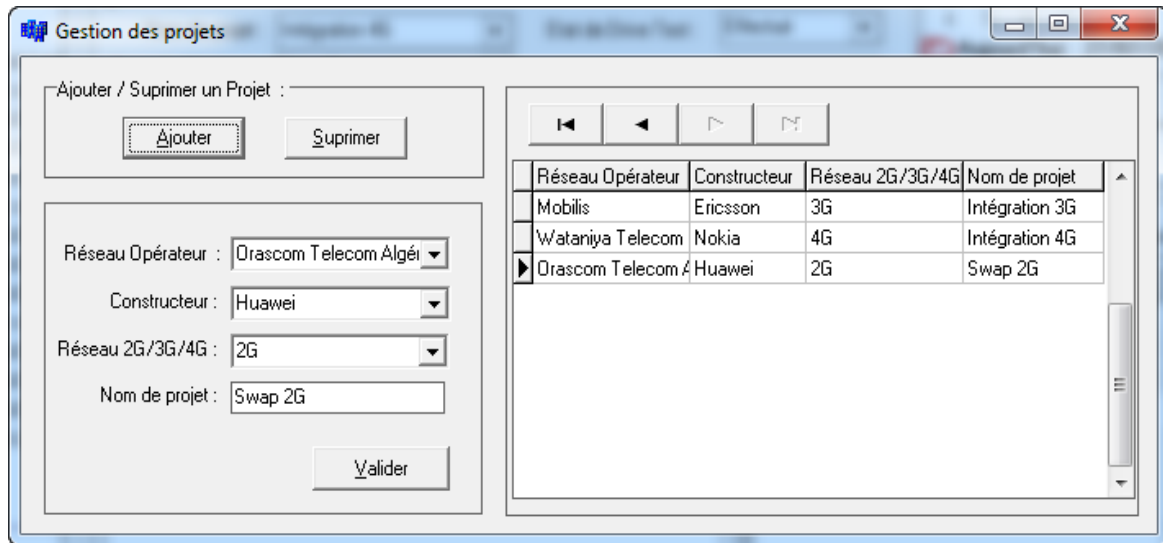 Gestion des projets
Ajouter / Suprimer un Projet :
Ajouter Suprimer
Réseau Opérateur : Orascom Telecom Algéi
Constructeur : Huawei
Réseau 2G/3G/4G : 2G
Nom de projet : Swap 2G
Valider
Réseau Opérateur Constructeur Réseau 2G/3G/4G Nom de projet
Mobilis Ericsson 3G Intégration 3G
Wataniya Telecom Nokia 4G Intégration 4G
Orascom Telecom A Huawei 2G Swap 2G